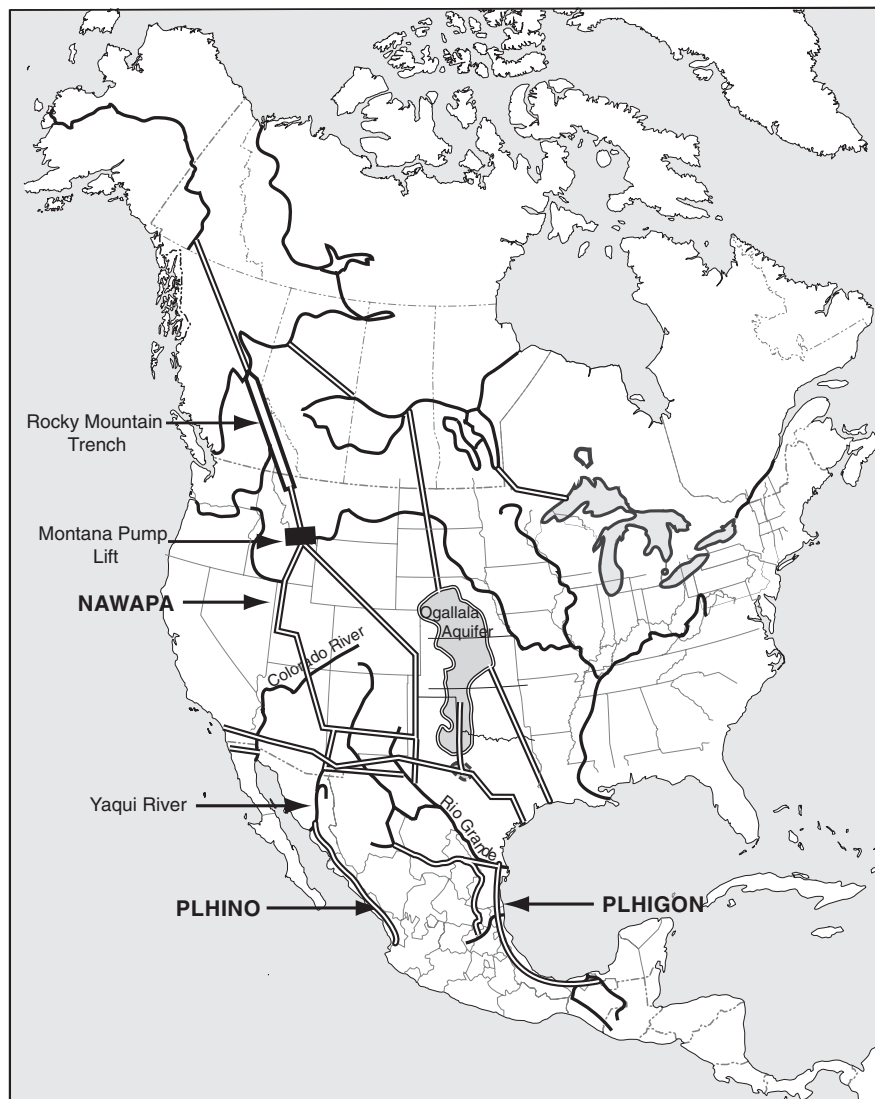 Rocky Mountain
Trench
Montana Pump
Lift
NAWAPA
Ogallala
Aquifer
Colorado River
Yaqui River
Rio Grande
PLHINO
PLHIGON